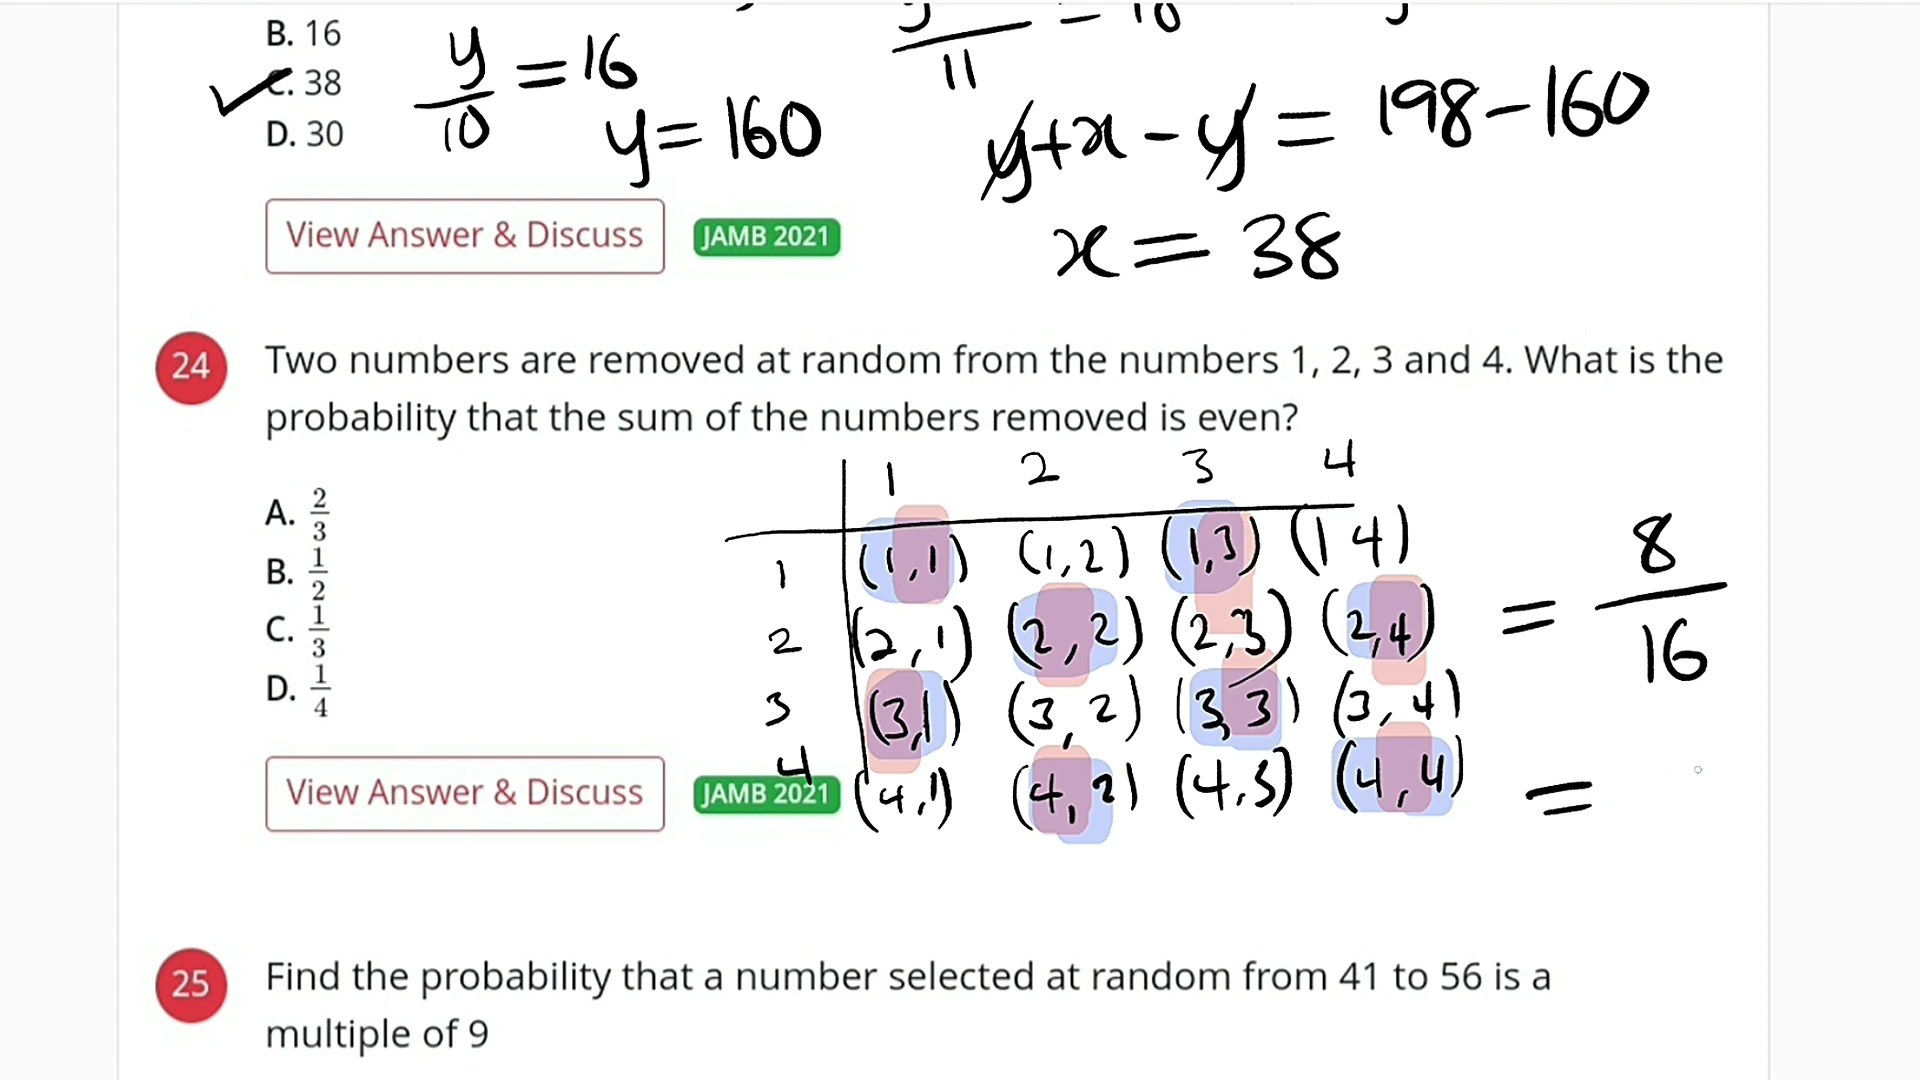 B. 16
C. 38
D. 30
y/10 = 16
y = 160
11
y+x-y = 198-160
x = 38
View Answer & Discuss
JAMB 2021
24
Two numbers are removed at random from the numbers 1, 2, 3 and 4. What is the
probability that the sum of the numbers removed is even?
A. 2/3
B. 1/2
C. 1/3
D. 1/4
1 2 3 4
1 (1,1) (1,2) (1,3) (1 4)
2 (2,1) (2,2) (2,3) (2,4)
3 (3,1) (3,2) (3,3) (3,4)
4 (4,1) (4,2) (4,3) (4,4)
= 8/16
=
View Answer & Discuss
JAMB 2021
25
Find the probability that a number selected at random from 41 to 56 is a
multiple of 9